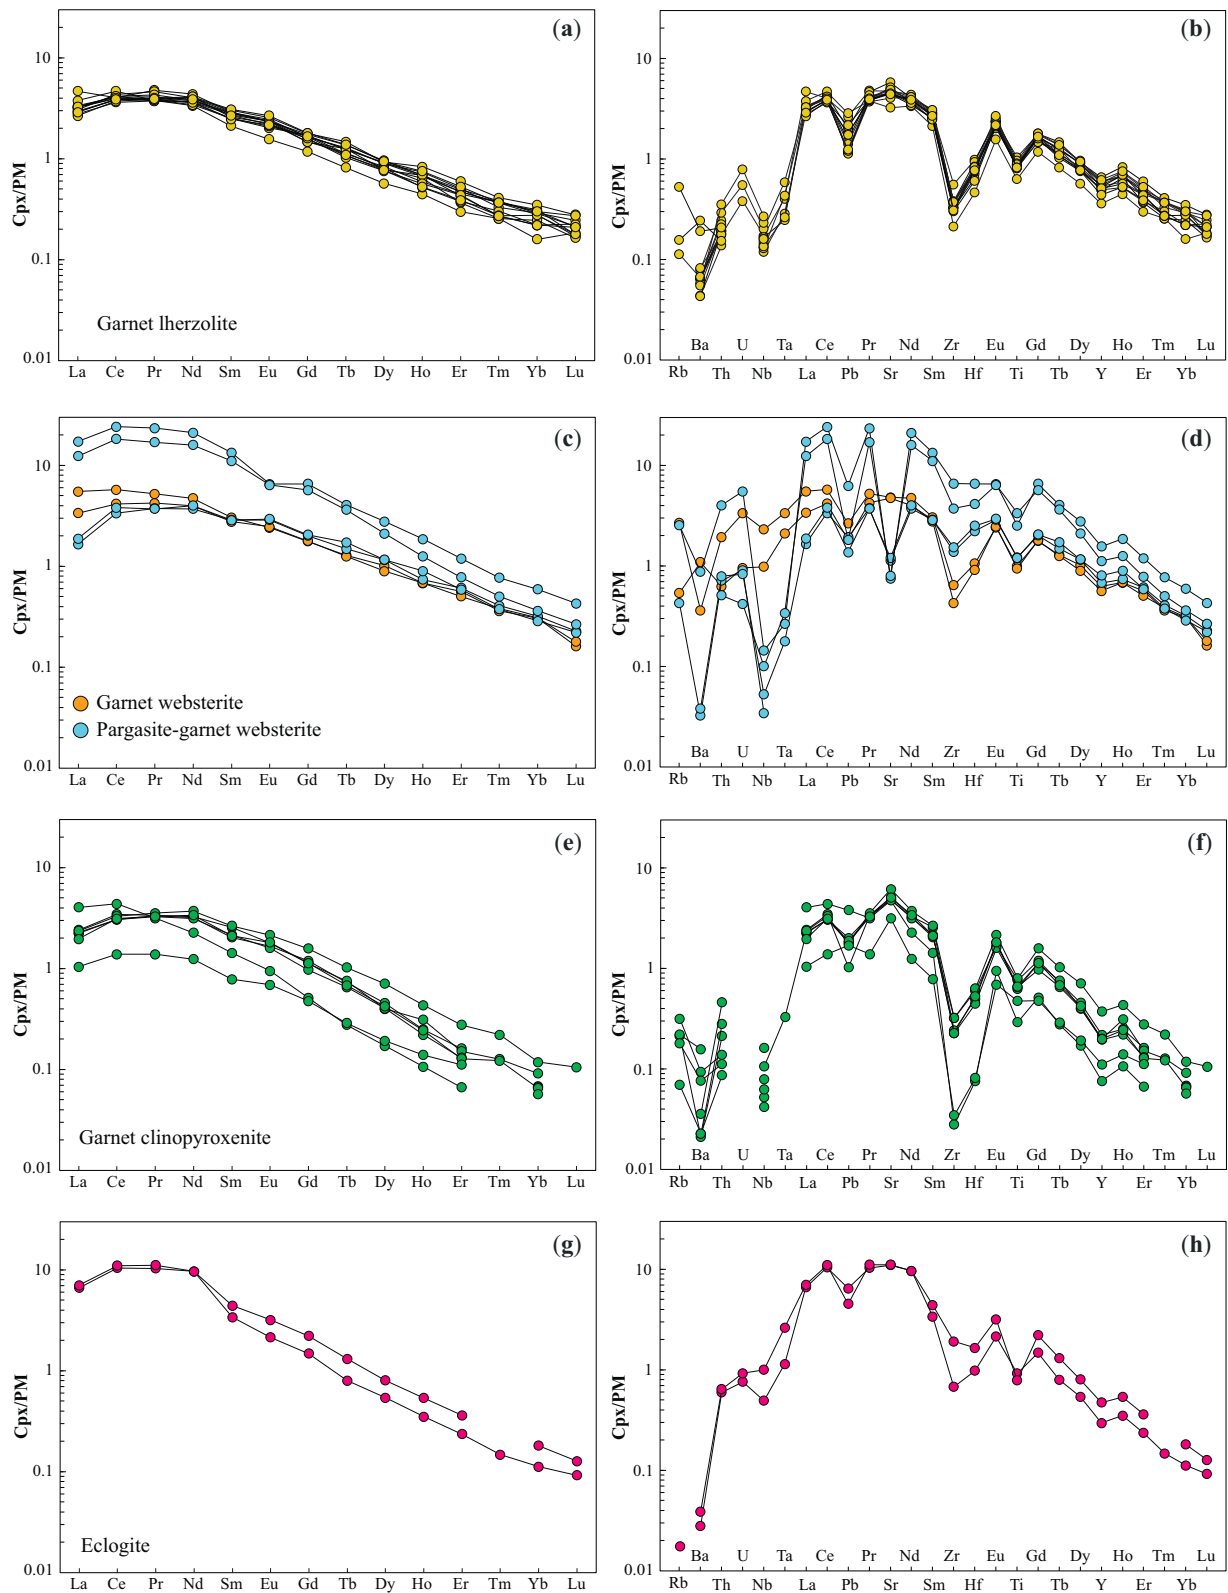 (a)
10
1
0.1
0.01
Cpx/PM
Garnet lherzolite
La Ce Pr Nd Sm Eu Gd Tb Dy Ho Er Tm Yb Lu
(b)
10
1
0.1
0.01
Cpx/PM
Ba U Ta Ce Pr Nd Zr Eu Gd Dy Ho Tm Lu
Rb Th Nb La Pb Sr Sm Hf Ti Tb Y Er Yb
(c)
10
1
0.1
0.01
Cpx/PM
Garnet websterite
Pargasite-garnet websterite
La Ce Pr Nd Sm Eu Gd Tb Dy Ho Er Tm Yb Lu
(d)
10
1
0.1
0.01
Cpx/PM
Ba U Ta Ce Pr Nd Zr Eu Gd Dy Ho Tm Lu
Rb Th Nb La Pb Sr Sm Hf Ti Tb Y Er Yb
(e)
10
1
0.1
0.01
Cpx/PM
Garnet clinopyroxenite
La Ce Pr Nd Sm Eu Gd Tb Dy Ho Er Tm Yb Lu
(f)
10
1
0.1
0.01
Cpx/PM
Ba U Ta Ce Pr Nd Zr Eu Gd Dy Ho Tm Lu
Rb Th Nb La Pb Sr Sm Hf Ti Tb Y Er Yb
(g)
10
1
0.1
0.01
Cpx/PM
Eclogite
La Ce Pr Nd Sm Eu Gd Tb Dy Ho Er Tm Yb Lu
(h)
10
1
0.1
0.01
Cpx/PM
Ba U Ta Ce Pr Nd Zr Eu Gd Dy Ho Tm Lu
Rb Th Nb La Pb Sr Sm Hf Ti Tb Y Er Yb